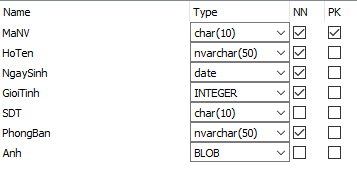 Name Type NN PK
MaNV char(10)
HoTen nvarchar(50)
NgaySinh date
GioiTinh INTEGER
SDT char(10)
PhongBan nvarchar(50)
Anh BLOB